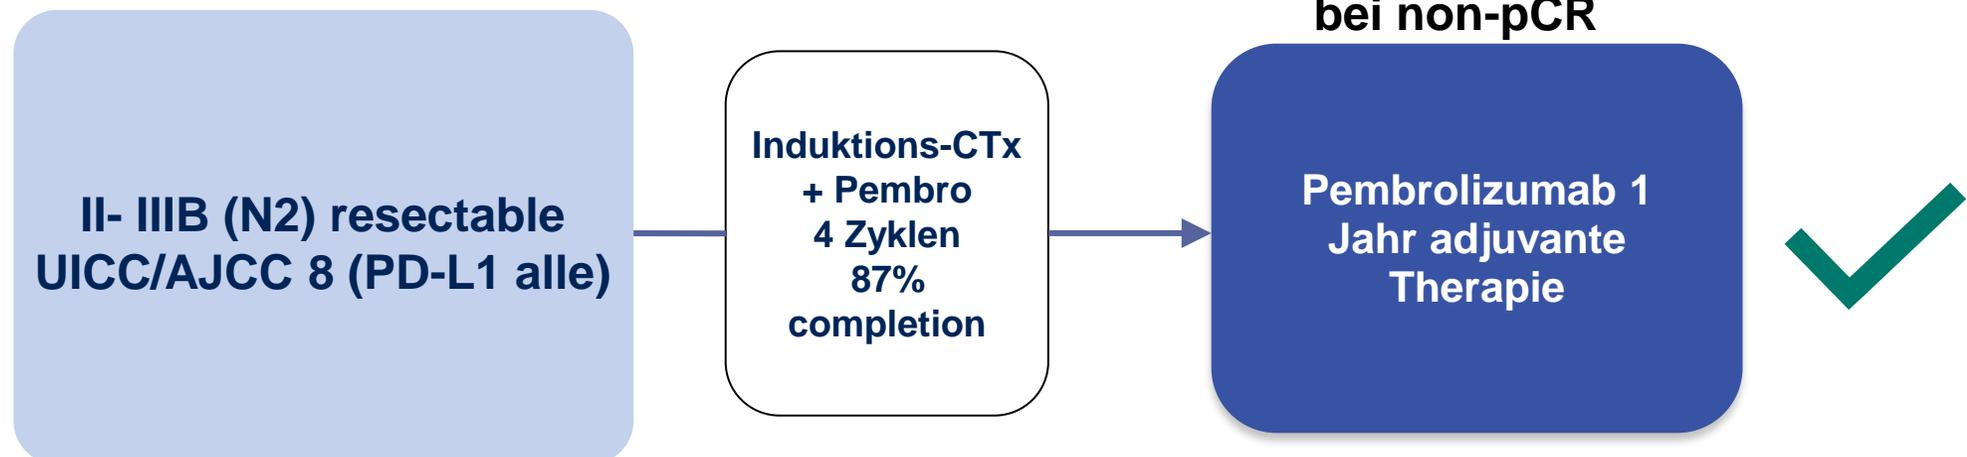 bei non-pCR
II- IIIB (N2) resectable
UICC/AJCC 8 (PD-L1 alle)
Induktions-CTx
+ Pembro
4 Zyklen
87%
completion
Pembrolizumab 1
Jahr adjuvante
Therapie